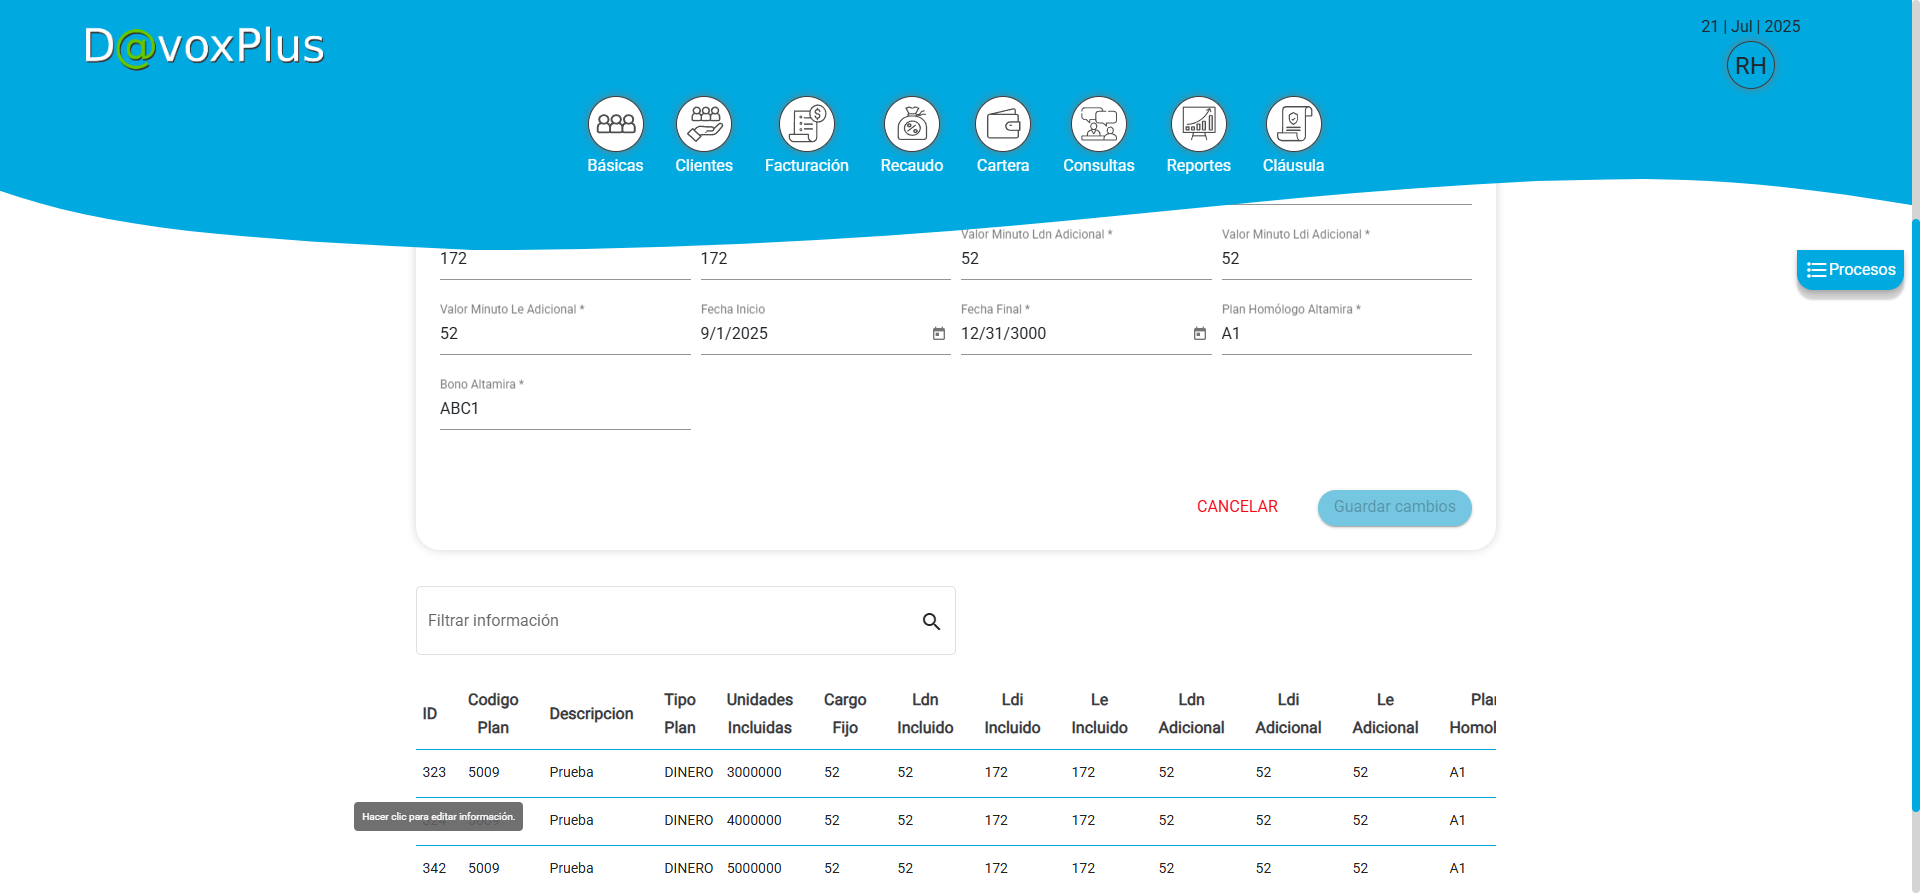 D@voxPlus
21 | Jul | 2025
RH
Básicas Clientes Facturación Recaudo Cartera Consultas Reportes Cláusula
Procesos
Valor Minuto Ldn Adicional * Valor Minuto Ldi Adicional *
172 172 52 52
Valor Minuto Le Adicional * Fecha Inicio Fecha Final * Plan Homólogo Altamira *
52 9/1/2025 12/31/3000 A1
Bono Altamira *
ABC1
CANCELAR Guardar cambios
Filtrar información
ID Codigo Plan Descripcion Tipo Plan Unidades Incluidas Cargo Fijo Ldn Incluido Ldi Incluido Le Incluido Ldn Adicional Ldi Adicional Le Adicional
323 5009 Prueba DINERO 3000000 52 52 172 172 52 52 52 A1
Hacer clic para editar información.
Prueba DINERO 4000000 52 52 172 172 52 52 52 A1
342 5009 Prueba DINERO 5000000 52 52 172 172 52 52 52 A1